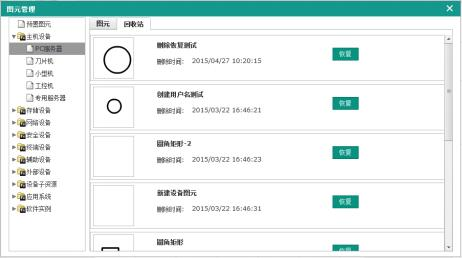 图元管理
待图图元
主机设备
PC服务器
刀片机
小型机
工控机
专用服务器
存储设备
网络设备
安全设备
终端设备
辅助设备
外部设备
设备子资源
应用系统
软件实例
图元 回收站
删除恢复测试
删除时间: 2015/04/27 10:20:15
恢复
创建用户名测试
删除时间: 2015/03/22 16:46:21
恢复
圆角矩形-2
删除时间: 2015/03/22 16:46:23
恢复
新建设备图元
删除时间: 2015/03/22 16:46:31
恢复
圆角矩形
恢复